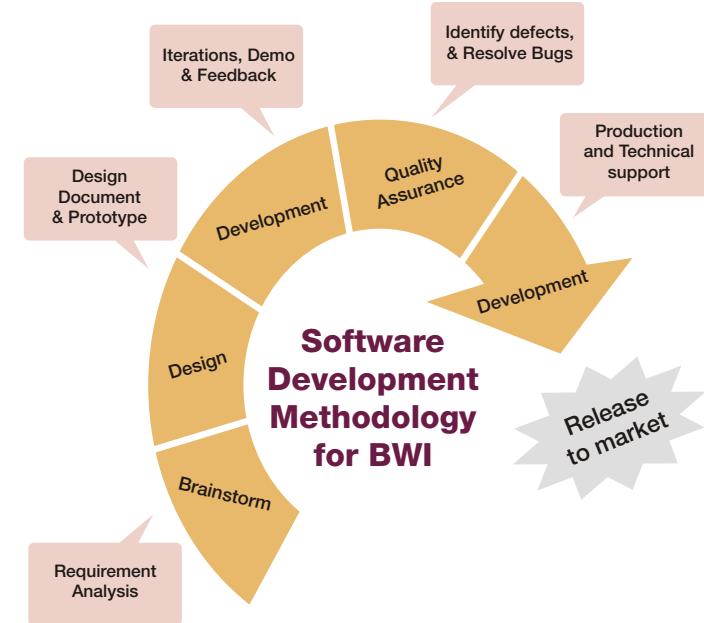 Identify defects,
& Resolve Bugs
Iterations, Demo
& Feedback
Production
and Technical
support
Design
Document
& Prototype
Quality
Assurance
Development
Development
Design
Software
Development
Methodology
for BWI
Release
to market
Brainstorm
Requirement
Analysis